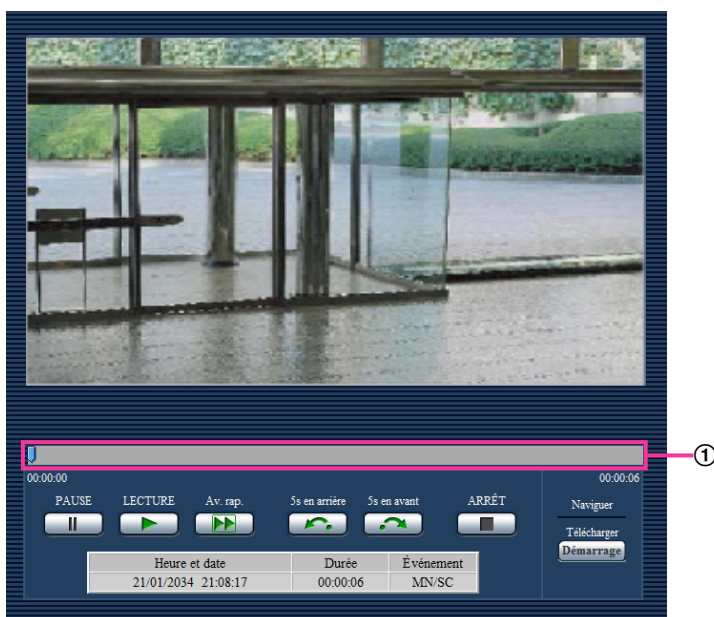 ①
00:00:00 00:00:06
PAUSE LECTURE Av. rap. 5s en arrière 5s en avant ARRÊT
Naviguer
Télécharger
Démarrage
Heure et date Durée Événement
21/01/2034 21:08:17 00:00:06 MN/SC